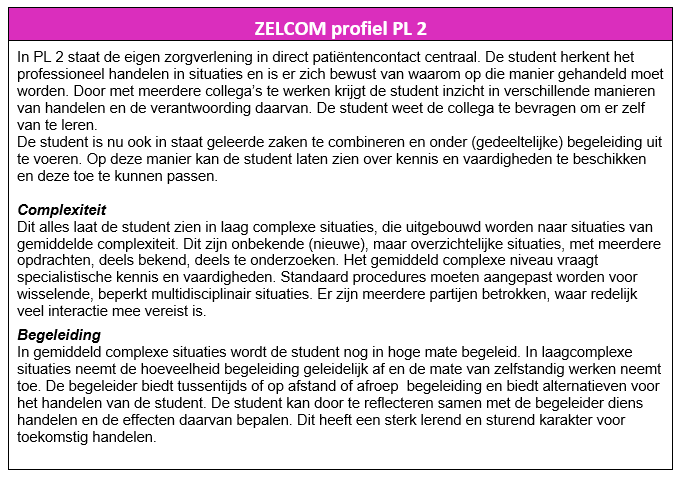 ZELCOM profiel PL 2
In PL 2 staat de eigen zorgverlening in direct patiëntencontact centraal. De student herkent het
professioneel handelen in situaties en is er zich bewust van waarom op die manier gehandeld moet
worden. Door met meerdere collega's te werken krijgt de student inzicht in verschillende manieren
van handelen en de verantwoording daarvan. De student weet de collega te bevragen om er zelf
van te leren.
De student is nu ook in staat geleerde zaken te combineren en onder (gedeeltelijke) begeleiding uit
te voeren. Op deze manier kan de student laten zien over kennis en vaardigheden te beschikken
en deze toe te kunnen passen.
Complexiteit
Dit alles laat de student zien in laag complexe situaties, die uitgebouwd worden naar situaties van
gemiddelde complexiteit. Dit zijn onbekende (nieuwe), maar overzichtelijke situaties, met meerdere
opdrachten, deels bekend, deels te onderzoeken. Het gemiddeld complexe niveau vraagt
specialistische kennis en vaardigheden. Standaard procedures moeten aangepast worden voor
wisselende, beperkt multidisciplinair situaties. Er zijn meerdere partijen betrokken, waar redelijk
veel interactie mee vereist is.
Begeleiding
In gemiddeld complexe situaties wordt de student nog in hoge mate begeleid. In laagcomplexe
situaties neemt de hoeveelheid begeleiding geleidelijk af en de mate van zelfstandig werken neemt
toe. De begeleider biedt tussentijds of op afstand of afroep  begeleiding en biedt alternatieven voor
het handelen van de student. De student kan door te reflecteren samen met de begeleider diens
handelen en de effecten daarvan bepalen. Dit heeft een sterk lerend en sturend karakter voor
toekomstig handelen.